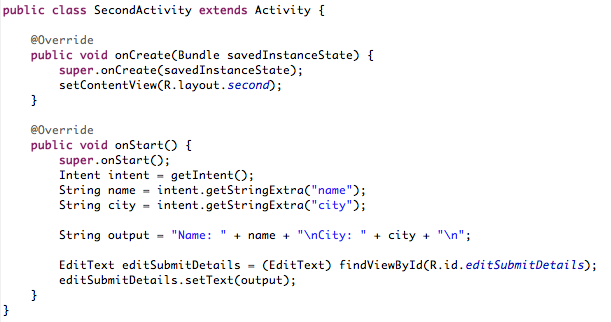 public class SecondActivity extends Activity {
@Override
public void onCreate(Bundle savedInstanceState) {
super.onCreate(savedInstanceState);
setContentView(R.layout.second);
}
@Override
public void onStart() {
super.onStart();
Intent intent = getIntent();
String name = intent.getStringExtra("name");
String city = intent.getStringExtra("city");
String output = "Name: " + name + "\nCity: " + city + "\n";
EditText editSubmitDetails = (EditText) findViewById(R.id.editSubmitDetails);
editSubmitDetails.setText(output);
}
}